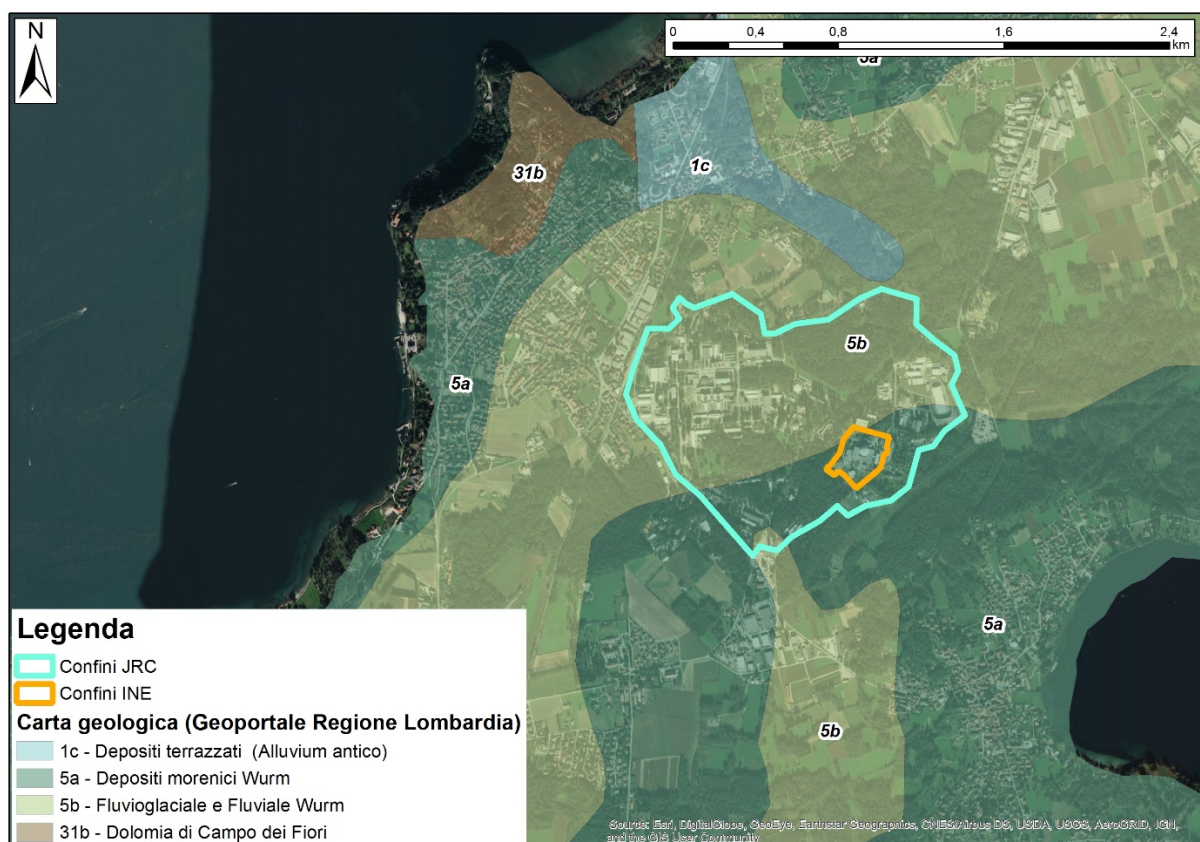 N
0 0,4 0,8 1,6 2,4
km
5a
31b
1c
5b
5a
5a
5b
Legenda
Confini JRC
Confini INE
Carta geologica (Geoportale Regione Lombardia)
1c - Depositi terrazzati (Alluvium antico)
5a - Depositi morenici Wurm
5b - Fluvioglaciale e Fluviale Wurm
31b - Dolomia di Campo dei Fiori
Source: Esri, DigitalGlobe, GeoEye, Earthstar Geographics, CNES/Airbus DS, USDA, USGS, AeroGRID, IGN,
and the GIS User Community